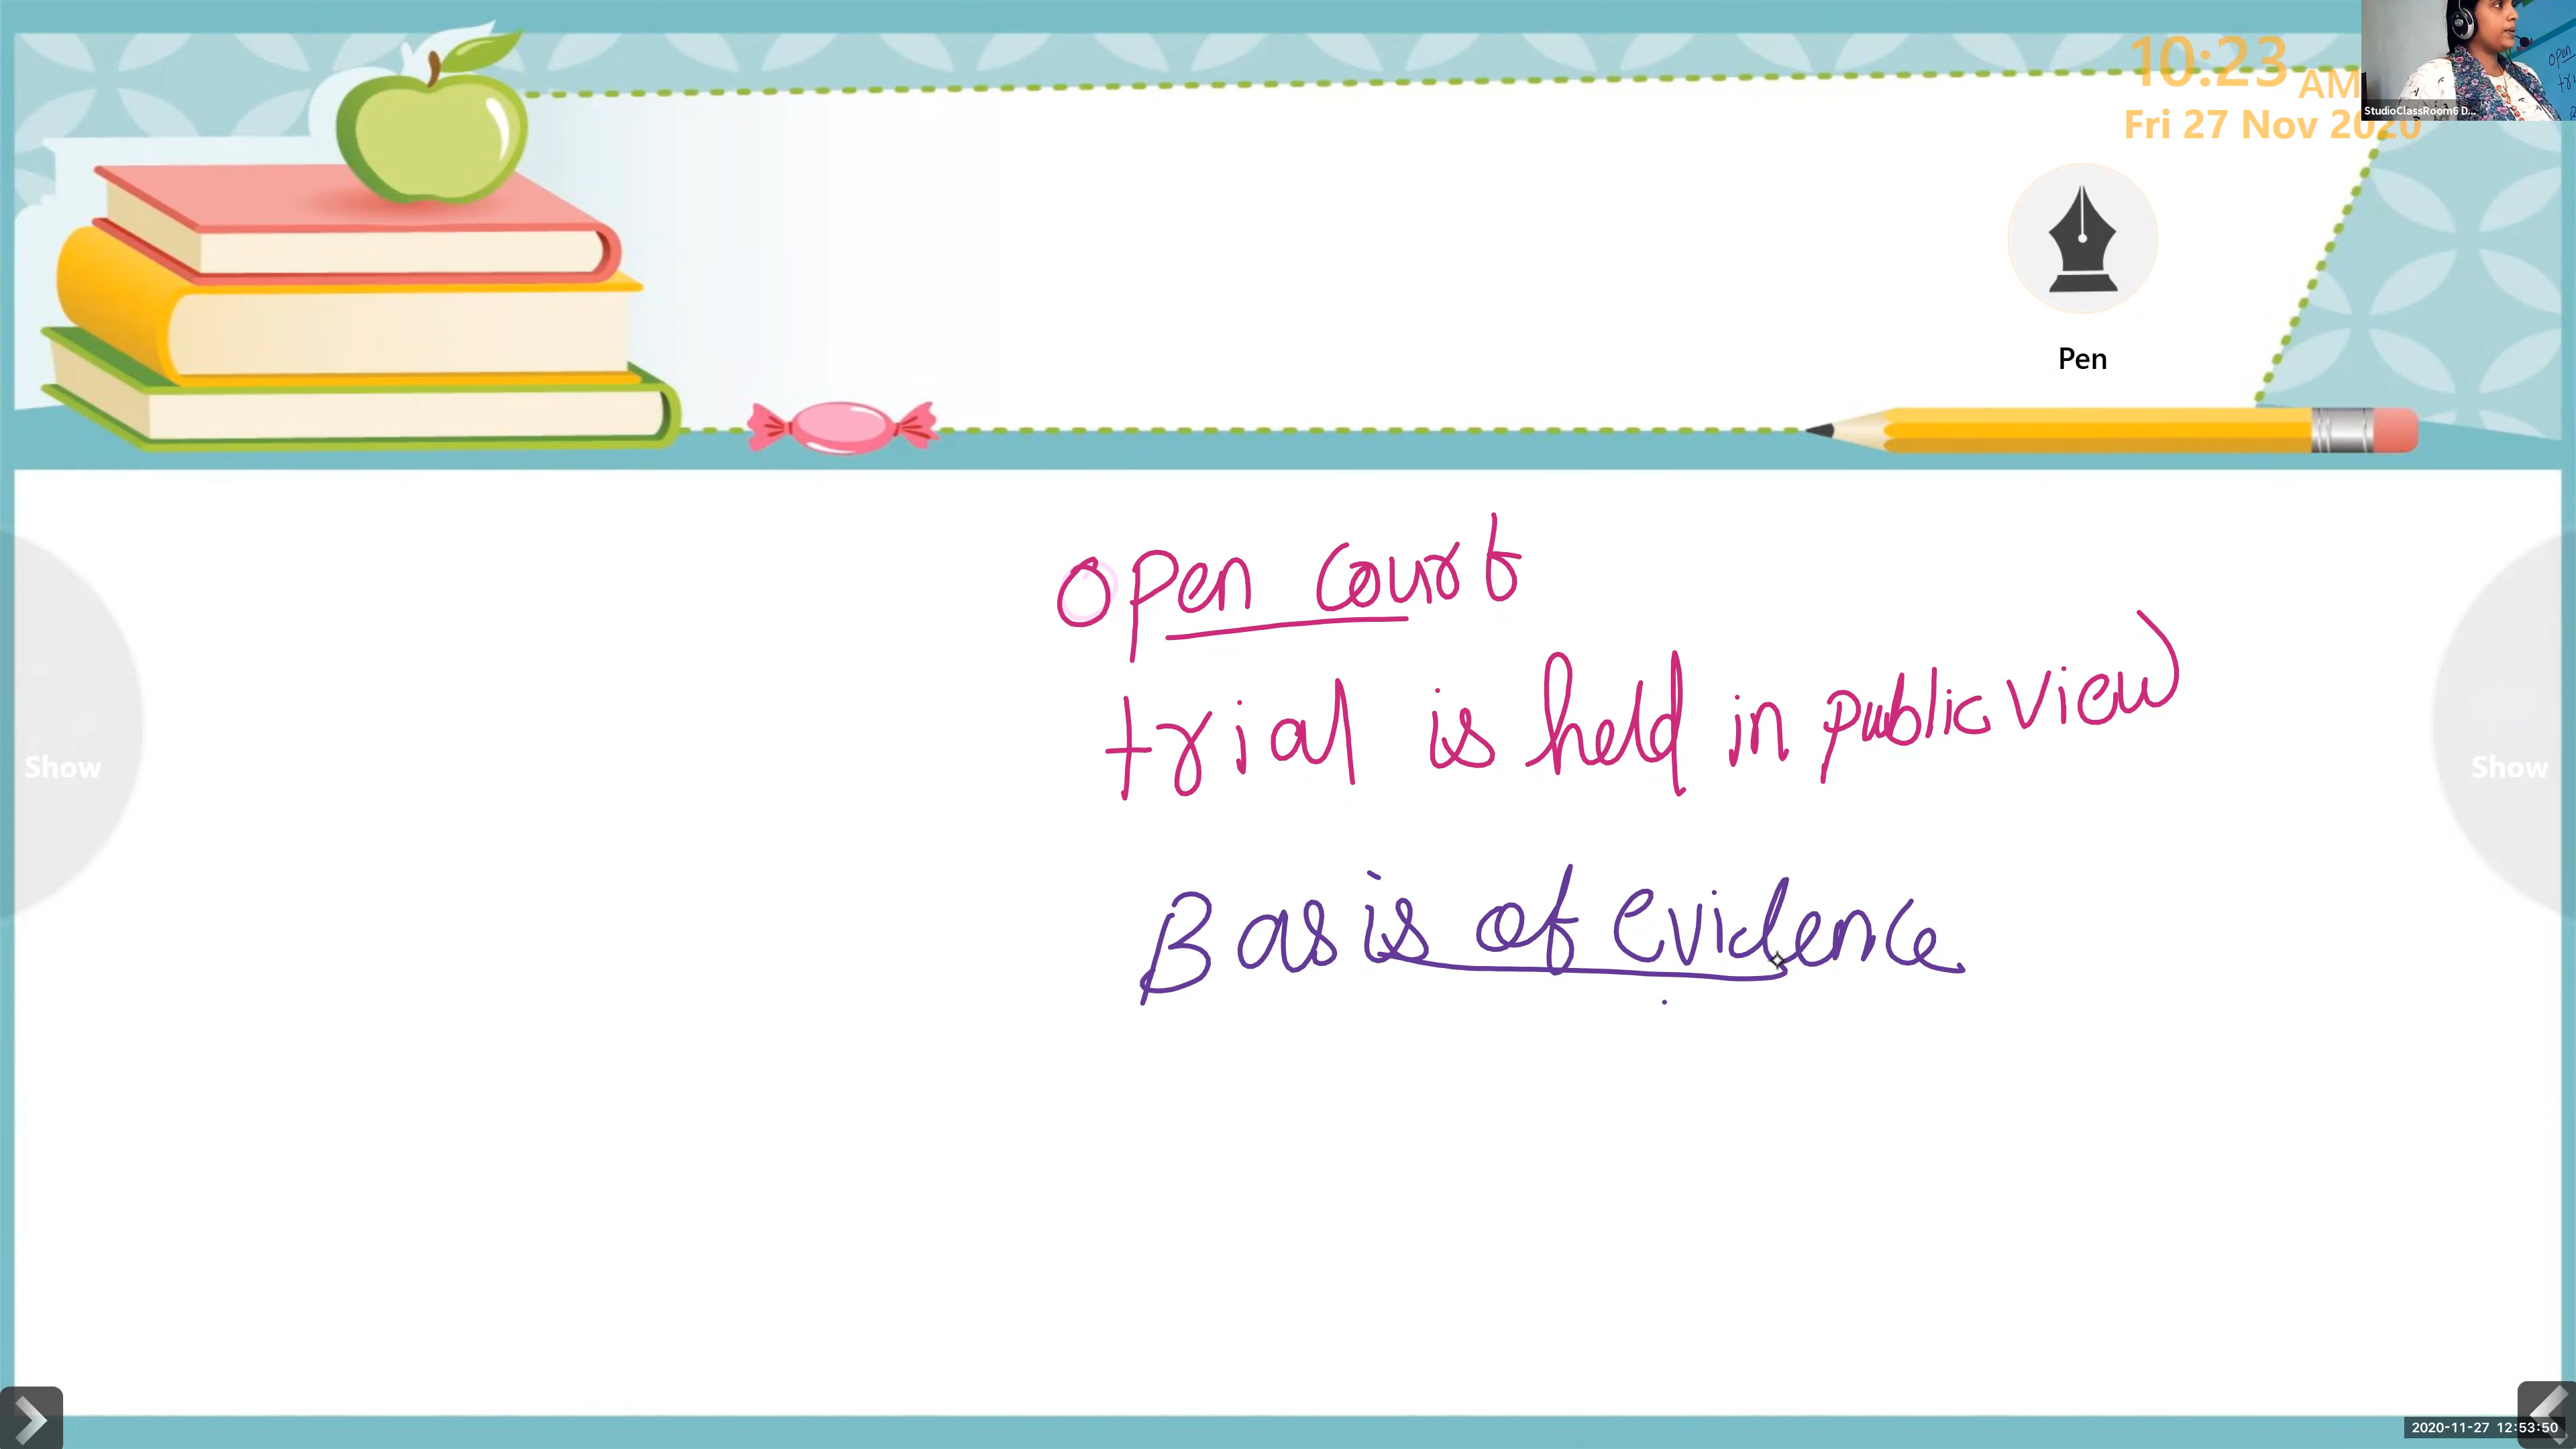 10:23 AM
Fri 27 Nov 2020
StudioClassRoom6 D...
Pen
open court
trial is held in public view
Show
Show
Basis of evidence
2020-11-27 12:53:50